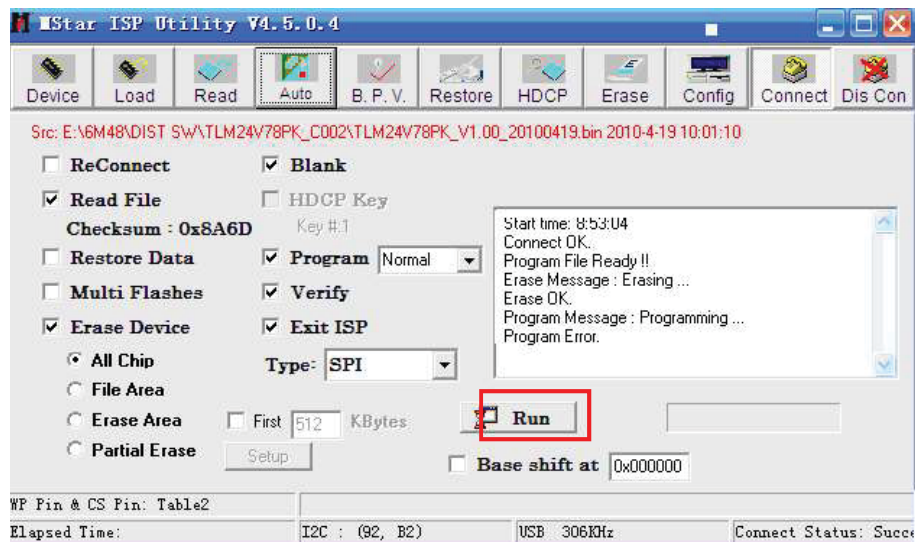 MStar ISP Utility V4.5.0.4
Device Load Read Auto B.P.V. Restore HDCP Erase Config Connect Dis Con
Src: E:\6M48\DIST SW\TLM24V78PK_C002\TLM24V78PK_V1.00_20100419.bin 2010-4-19 10:01:10
ReConnect
Blank
Read File
HDCP Key
Checksum : 0x8A6D
Key #:1
Restore Data
Program Normal
Multi Flashes
Verify
Erase Device
Exit ISP
All Chip
Type: SPI
File Area
Erase Area
First 512 KBytes
Partial Erase
Setup
Start time: 8:53:04
Connect OK.
Program File Ready !!
Erase Message : Erasing ...
Erase OK.
Program Message : Programming ...
Program Error.
Run
Base shift at 0x000000
WP Pin & CS Pin: Table2
Elapsed Time: I2C : (92, B2) USB 306KHz Connect Status: Succe